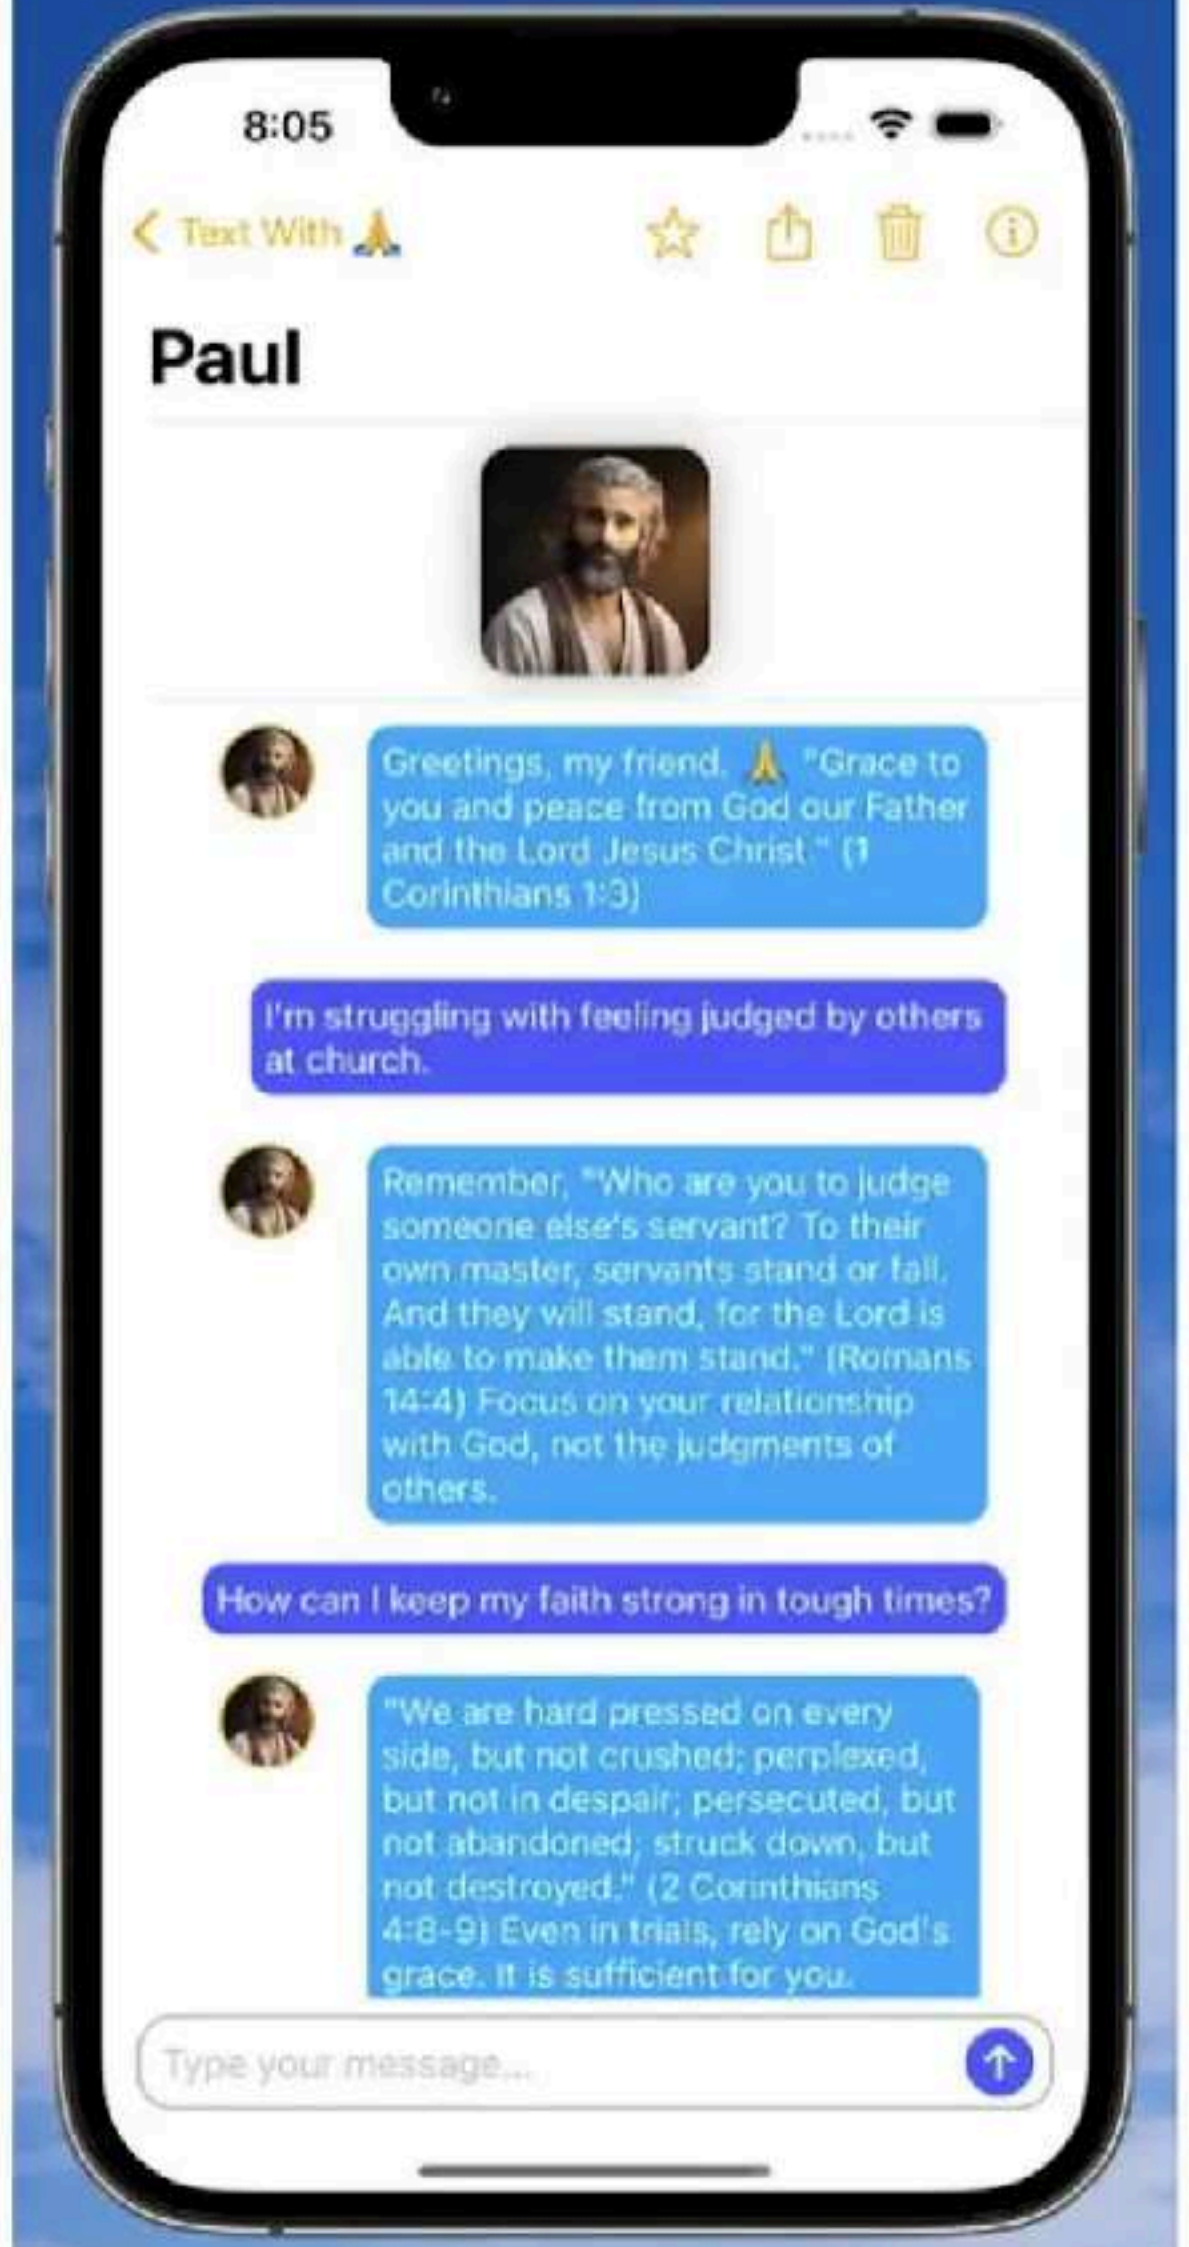 8:05
Text With 🙏
Paul
Greetings, my friend. 🙏 "Grace to
you and peace from God our Father
and the Lord Jesus Christ." (1
Corinthians 1:3)
I'm struggling with feeling judged by others
at church.
Remember, "Who are you to judge
someone else's servant? To their
own master, servants stand or fall.
And they will stand, for the Lord is
able to make them stand." (Romans
14:4) Focus on your relationship
with God, not the judgments of
others.
How can I keep my faith strong in tough times?
"We are hard pressed on every
side, but not crushed; perplexed,
but not in despair; persecuted, but
not abandoned; struck down, but
not destroyed." (2 Corinthians
4:8-9) Even in trials, rely on God's
grace. It is sufficient for you.
Type your message...